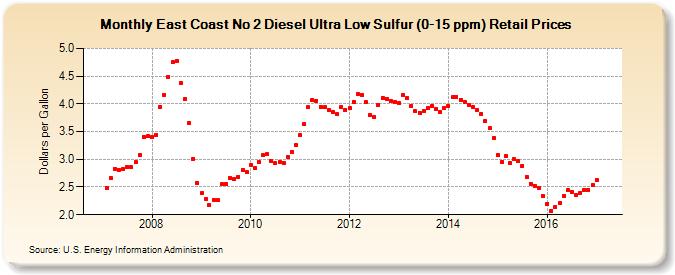 Monthly East Coast No 2 Diesel Ultra Low Sulfur (0-15 ppm) Retail Prices
Dollars per Gallon
5.0
4.5
4.0
3.5
3.0
2.5
2.0
2008 2010 2012 2014 2016
Source: U.S. Energy Information Administration